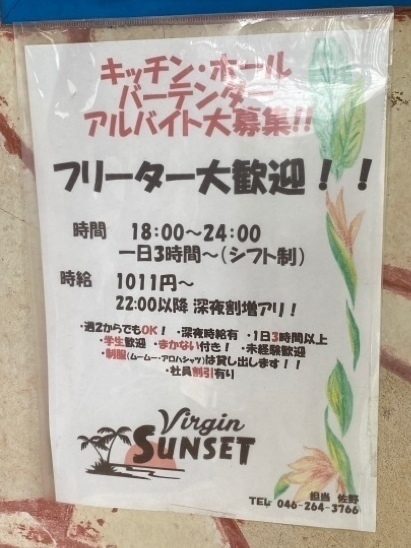 キッチン・ホール
バーテンダー
アルバイト大募集!!
フリーター大歓迎！！
時間 18:00～24:00
一日3時間～（シフト制）
時給 1011円～
22:00以降 深夜割増アリ！
・週2からでもOK！ ・深夜時給有 ・1日3時間以上
・学生歓迎 ・まかない付き！ ・未経験歓迎
・制服(ムームー・アロハシャツ)は貸し出します！！
・社員割引有り
Virgin
SUNSET
担当 佐野
TEL 046-264-3766